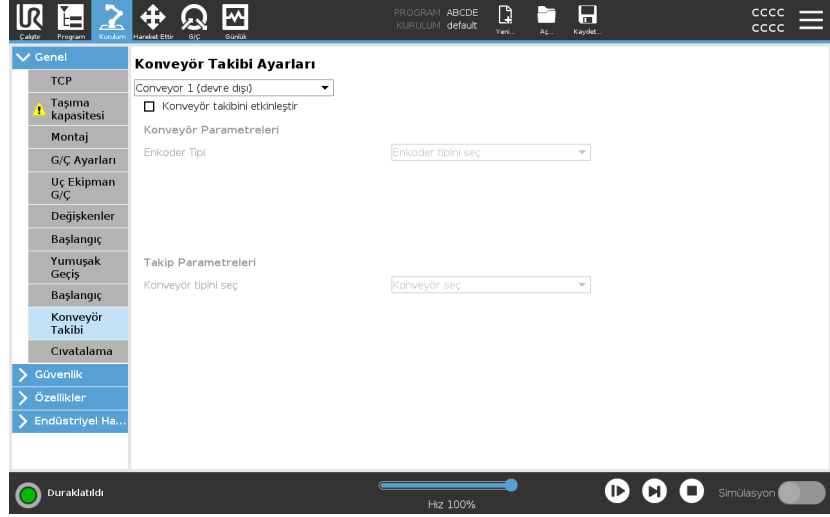 UR
PROGRAM ABCDE
KURULUM default
cccc
cccc
Çalıştır
Program
Kurulum
Hareket Ettir
G/Ç
Günlük
Yeni...
Aç...
Kaydet...
Genel
TCP
Taşıma
kapasitesi
Montaj
G/Ç Ayarları
Uç Ekipman
G/Ç
Değişkenler
Başlangıç
Yumuşak
Geçiş
Başlangıç
Konveyör
Takibi
Cıvatalama
Güvenlik
Özellikler
Endüstriyel Ha...
Konveyör Takibi Ayarları
Conveyor 1 (devre dışı)
Konveyör takibini etkinleştir
Konveyör Parametreleri
Enkoder Tipi
Enkoder tipini seç
Takip Parametreleri
Konveyör tipini seç
Konveyör seç
Duraklatıldı
Hız 100%
Simülasyon